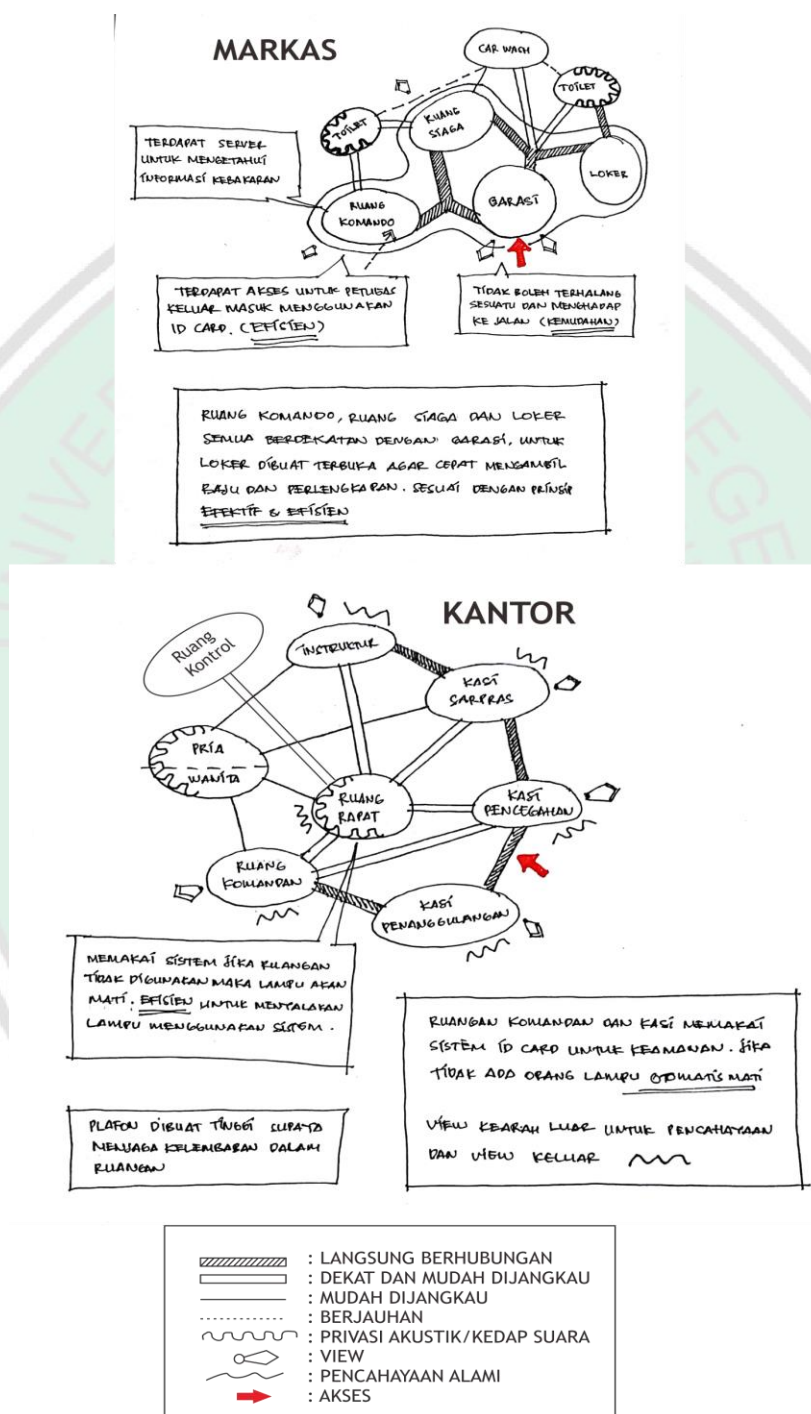 MARKAS
CAR WASH
TOILET
TOILET
RUANG
SIAGA
LOKER
GARASI
RUANG
KOMANDO
TERDAPAT SERVER
UNTUK MENGETAHUI
INFORMASI KEBAKARAN
TERDAPAT AKSES UNTUK PETUGAS
KELUAR MASUK MENGGUNAKAN
ID CARD. (EFISIEN)
TIDAK BOLEH TERHALANG
SESUATU DAN MENGHADAP
KE JALAN (KEMUDAHAN)
RUANG KOMANDO, RUANG SIAGA DAN LOKER
SEMUA BERDEKATAN DENGAN GARASI, UNTUK
LOKER DIBUAT TERBUKA AGAR CEPAT MENGAMBIL
BAJU DAN PERLENGKAPAN. SESUAI DENGAN PRINSIP
EFEKTIF & EFISIEN
KANTOR
Ruang
Kontrol
INSTRUKTUR
KASI
SARPRAS
PRIA
WANITA
RUANG
RAPAT
KASI
PENCEGAHAN
RUANG
KOMANDAN
KASI
PENANGGULANGAN
MEMAKAI SISTEM JIKA RUANGAN
TIDAK DIGUNAKAN MAKA LAMPU AKAN
MATI. EFISIEN UNTUK MENYALAKAN
LAMPU MENGGUNAKAN SISTEM.
RUANGAN KOMANDAN DAN KASI MEMAKAI
SISTEM ID CARD UNTUK KEAMANAN. JIKA
TIDAK ADA ORANG LAMPU OTOMATIS MATI
VIEW KEARAH LUAR UNTUK PENCAHAYAAN
DAN VIEW KELUAR
PLAFON DIBUAT TINGGI SUPAYA
MENJAGA KELEMBABAN DALAM
RUANGAN
: LANGSUNG BERHUBUNGAN
: DEKAT DAN MUDAH DIJANGKAU
: MUDAH DIJANGKAU
: BERJAUHAN
: PRIVASI AKUSTIK/KEDAP SUARA
: VIEW
: PENCAHAYAAN ALAMI
: AKSES